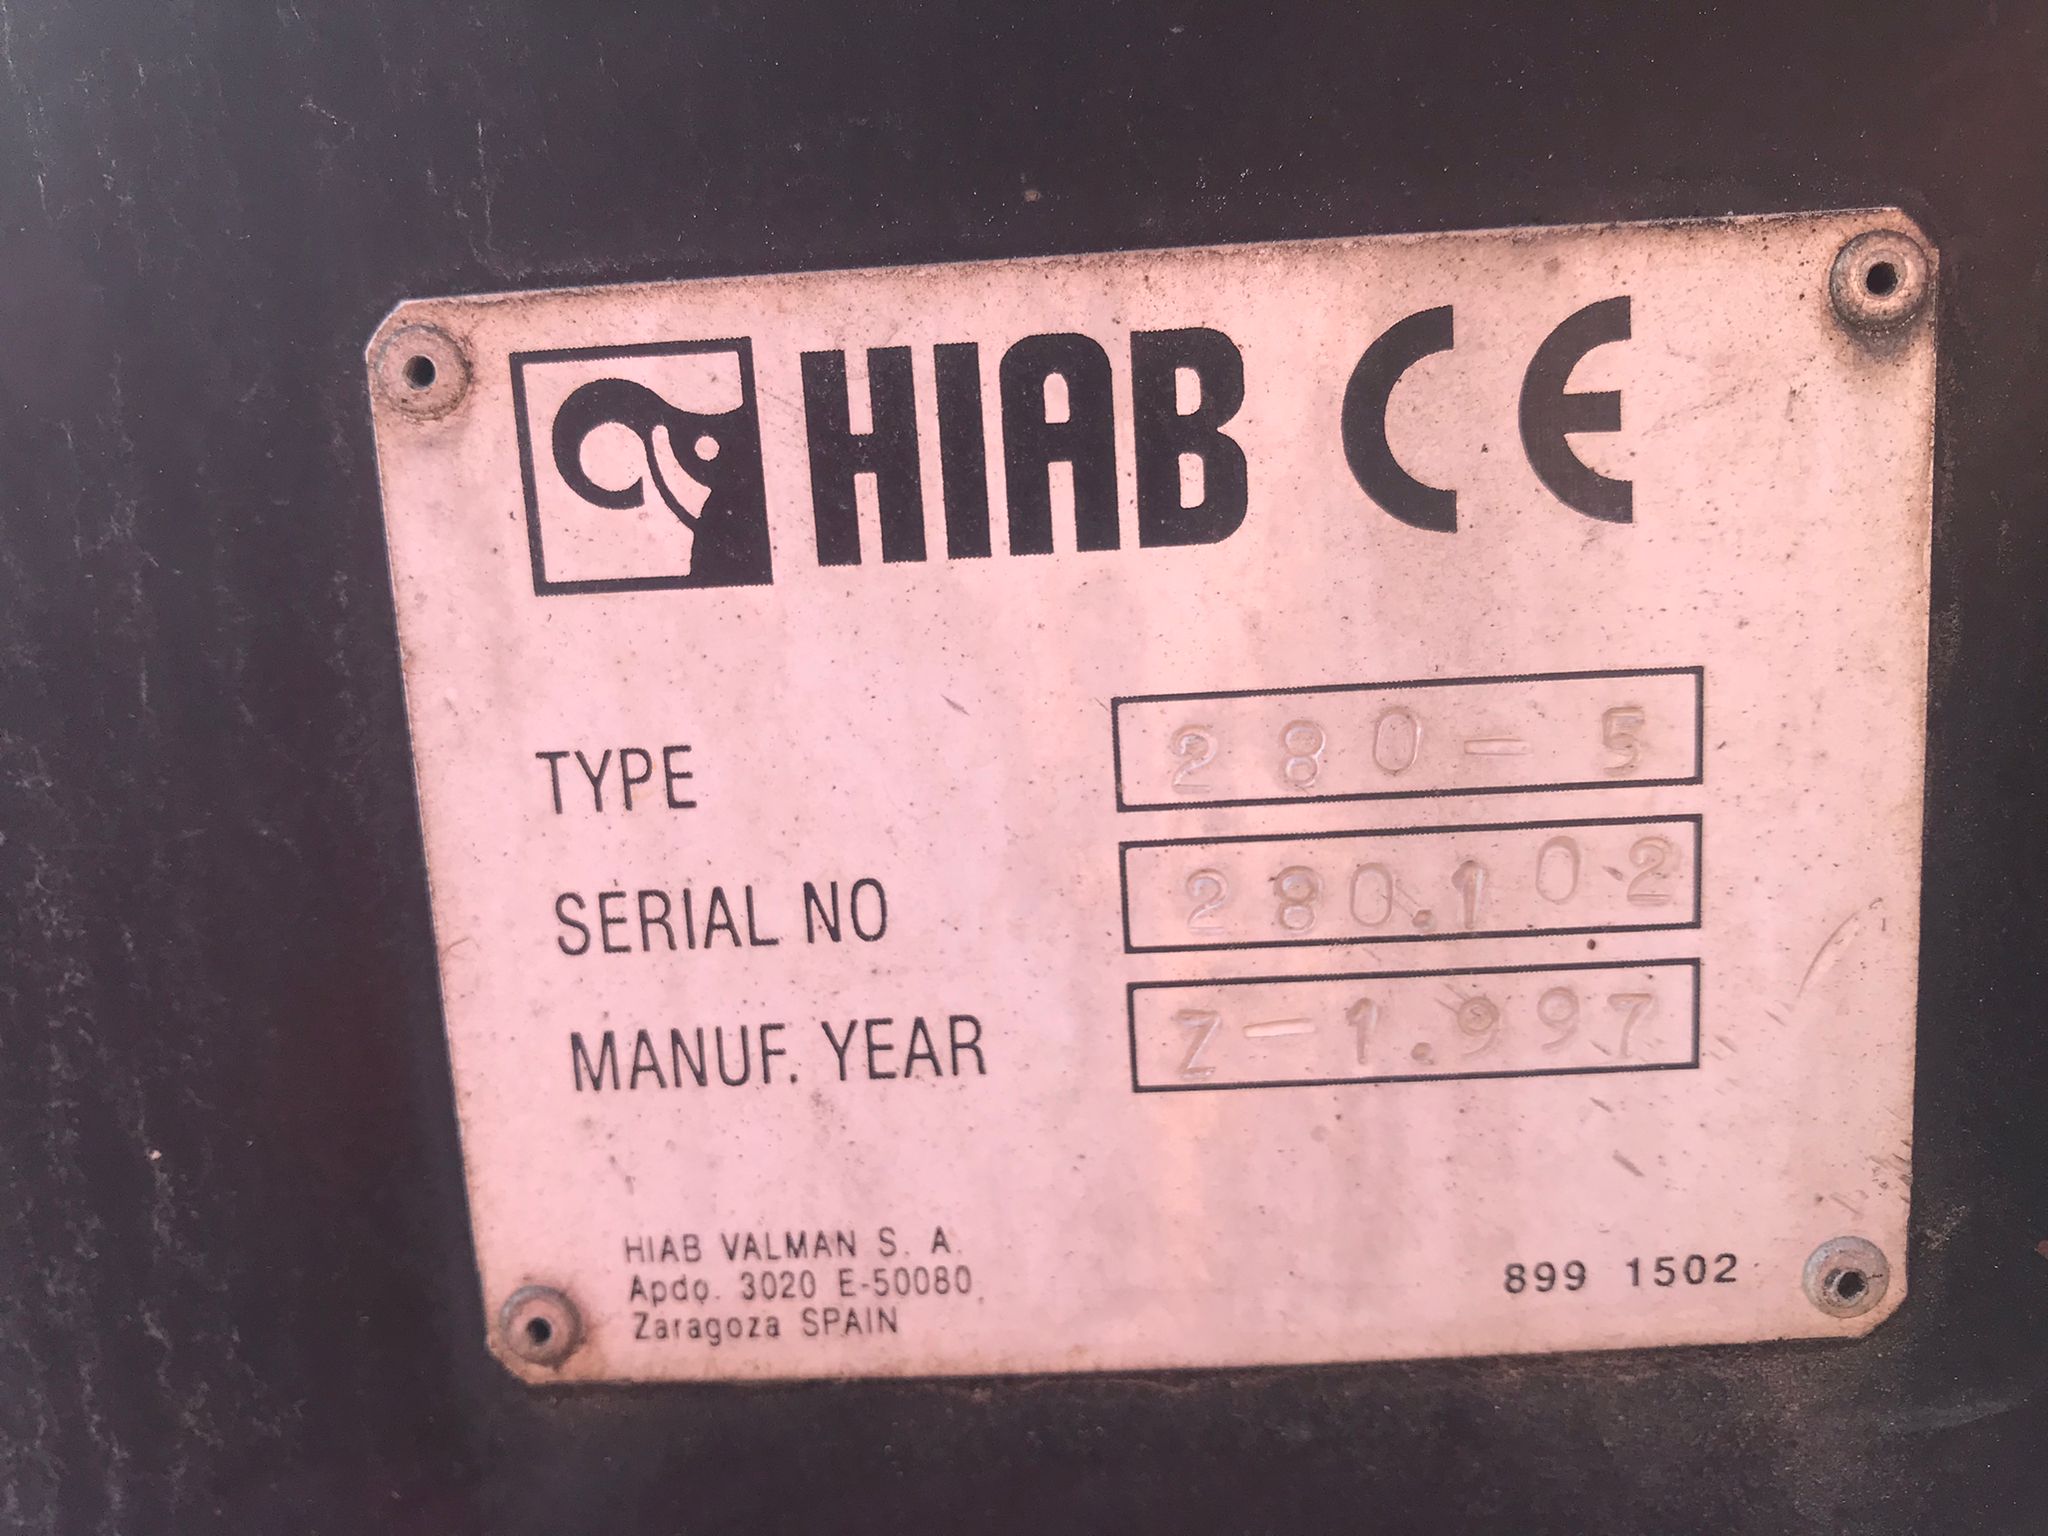 HIAB CE
TYPE 280-5
SERIAL NO 280.102
MANUF. YEAR Z-1.997
HIAB VALMAN S. A.
Apdo. 3020 E-50080
Zaragoza SPAIN
899 1502